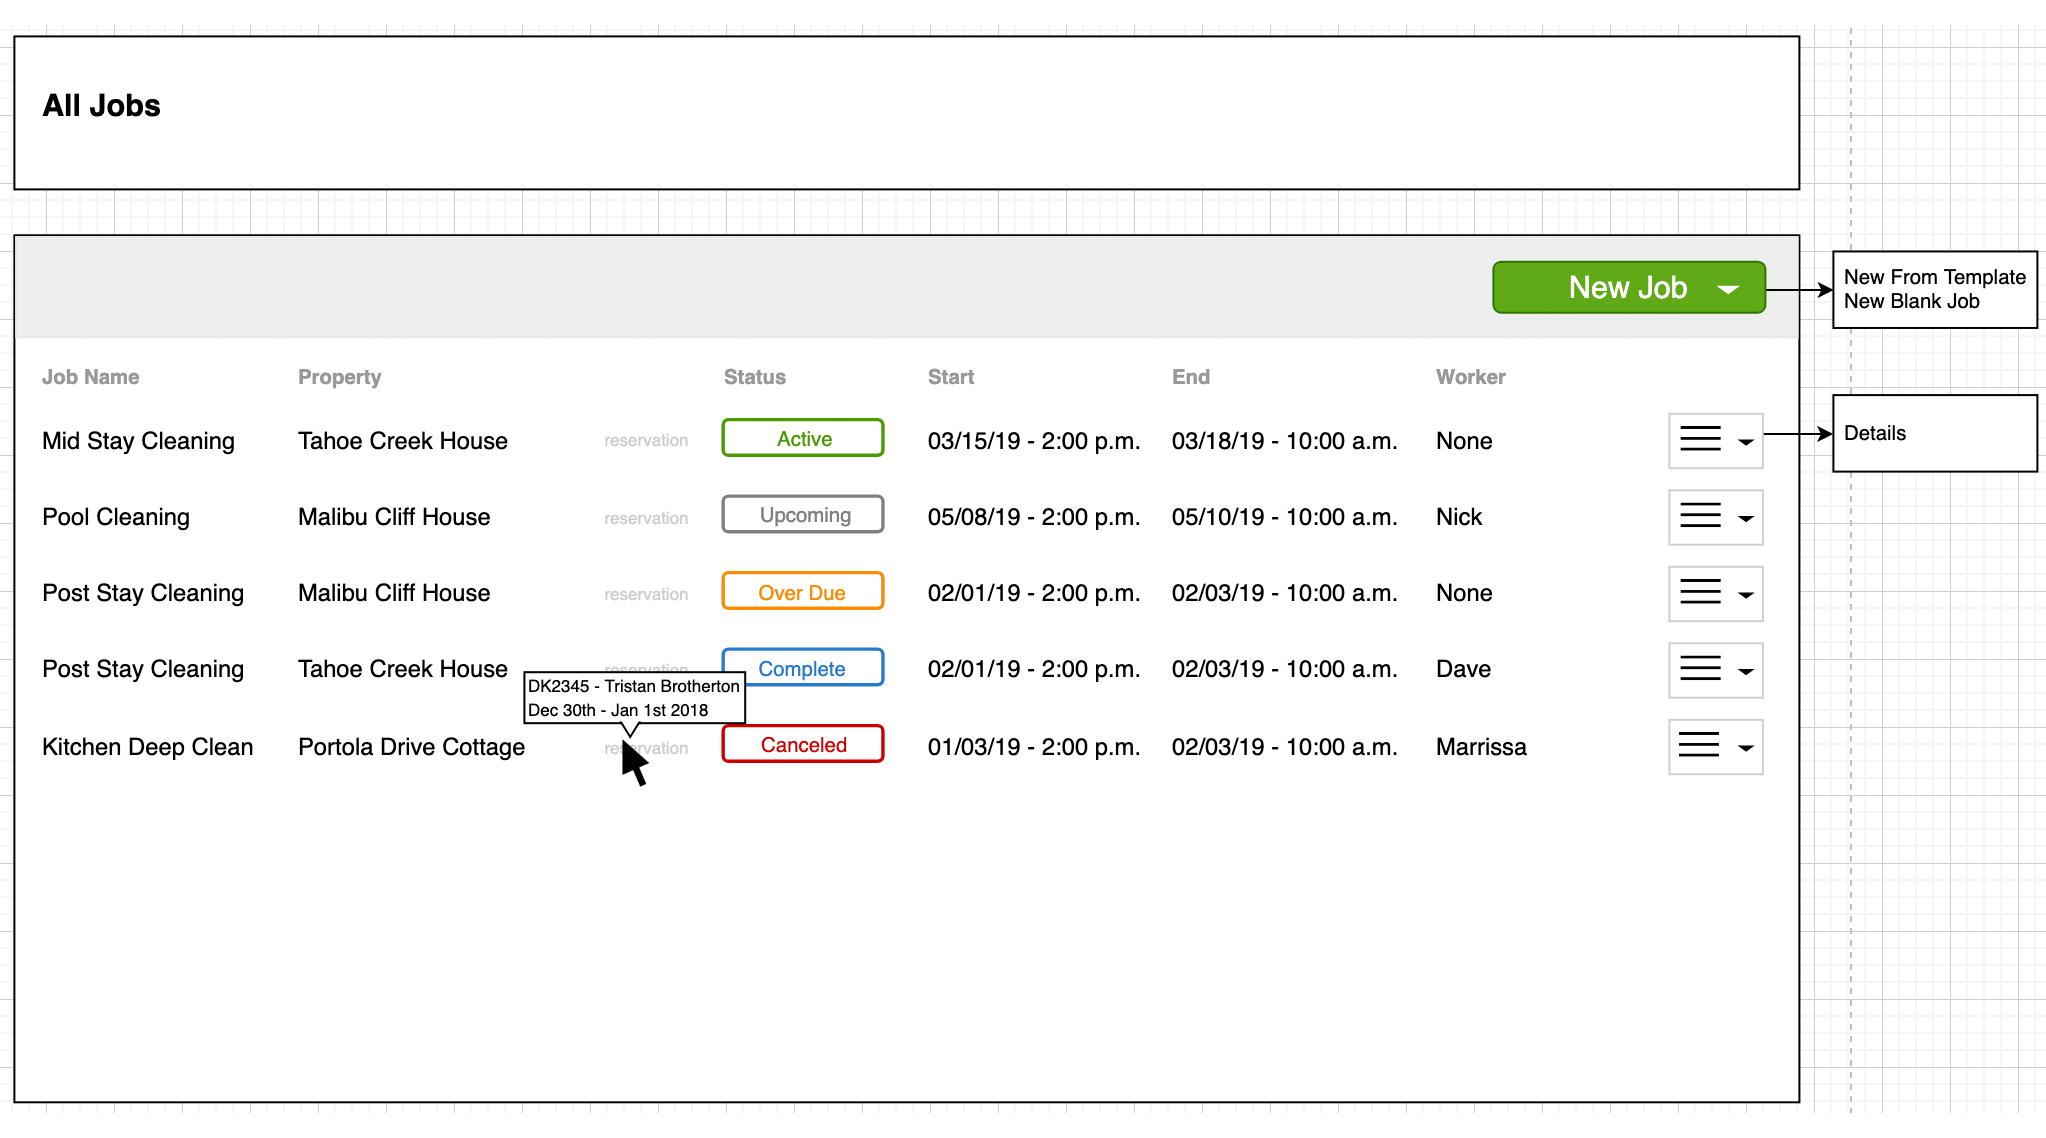 All Jobs
New Job
New From Template
New Blank Job
Job Name Property Status Start End Worker
Mid Stay Cleaning Tahoe Creek House reservation Active 03/15/19 - 2:00 p.m. 03/18/19 - 10:00 a.m. None
Details
Pool Cleaning Malibu Cliff House reservation Upcoming 05/08/19 - 2:00 p.m. 05/10/19 - 10:00 a.m. Nick
Post Stay Cleaning Malibu Cliff House reservation Over Due 02/01/19 - 2:00 p.m. 02/03/19 - 10:00 a.m. None
Post Stay Cleaning Tahoe Creek House reservation Complete 02/01/19 - 2:00 p.m. 02/03/19 - 10:00 a.m. Dave
DK2345 - Tristan Brotherton
Dec 30th - Jan 1st 2018
Kitchen Deep Clean Portola Drive Cottage reservation Canceled 01/03/19 - 2:00 p.m. 02/03/19 - 10:00 a.m. Marrissa